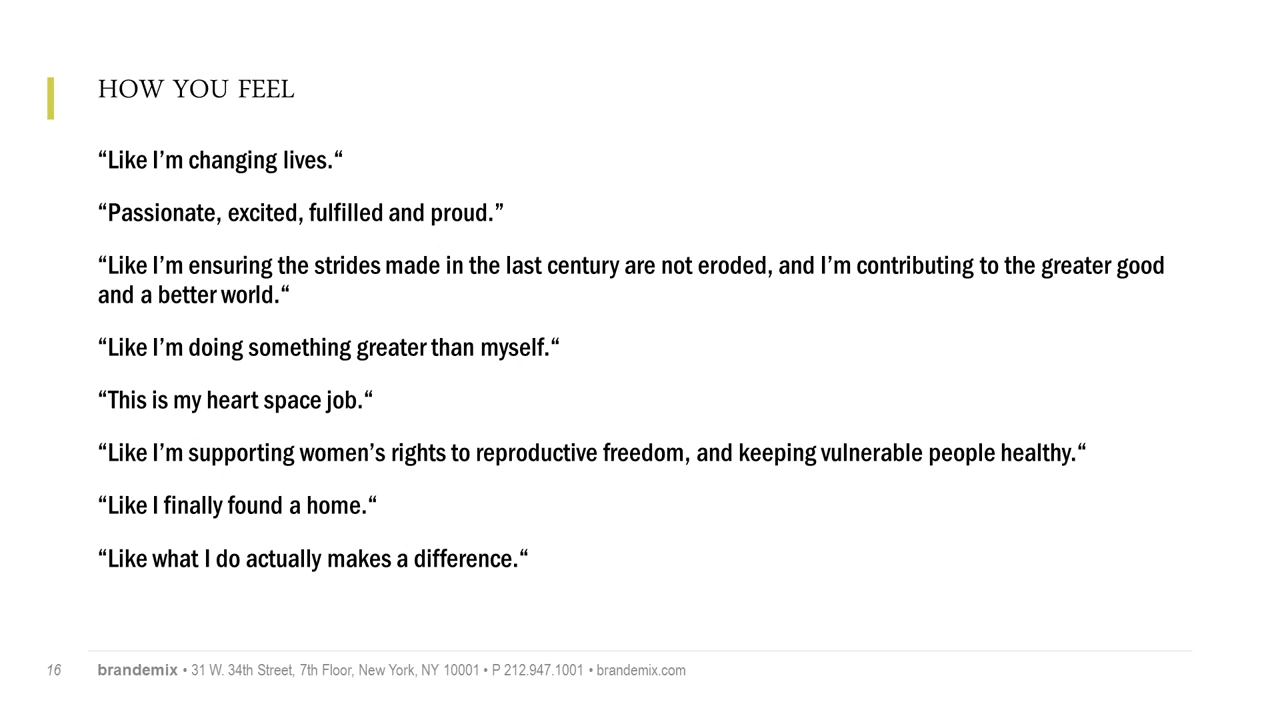 HOW YOU FEEL
“Like I’m changing lives.“
“Passionate, excited, fulfilled and proud.”
“Like I’m ensuring the strides made in the last century are not eroded, and I’m contributing to the greater good
and a better world.“
“Like I’m doing something greater than myself.“
“This is my heart space job.“
“Like I’m supporting women’s rights to reproductive freedom, and keeping vulnerable people healthy.“
“Like I finally found a home.“
“Like what I do actually makes a difference.“
16 brandemix • 31 W. 34th Street, 7th Floor, New York, NY 10001 • P 212.947.1001 • brandemix.com